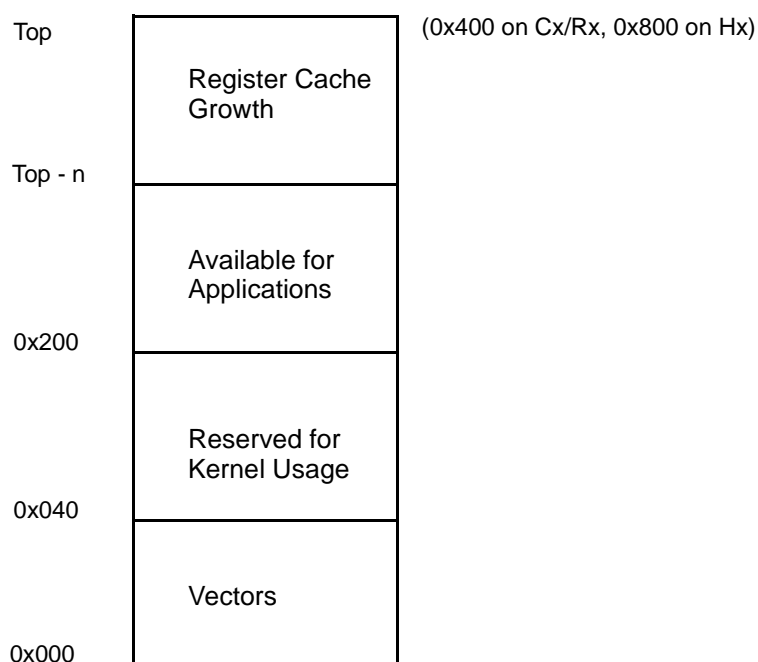 Top
(0x400 on Cx/Rx, 0x800 on Hx)
Register Cache
Growth
Top - n
Available for
Applications
0x200
Reserved for
Kernel Usage
0x040
Vectors
0x000